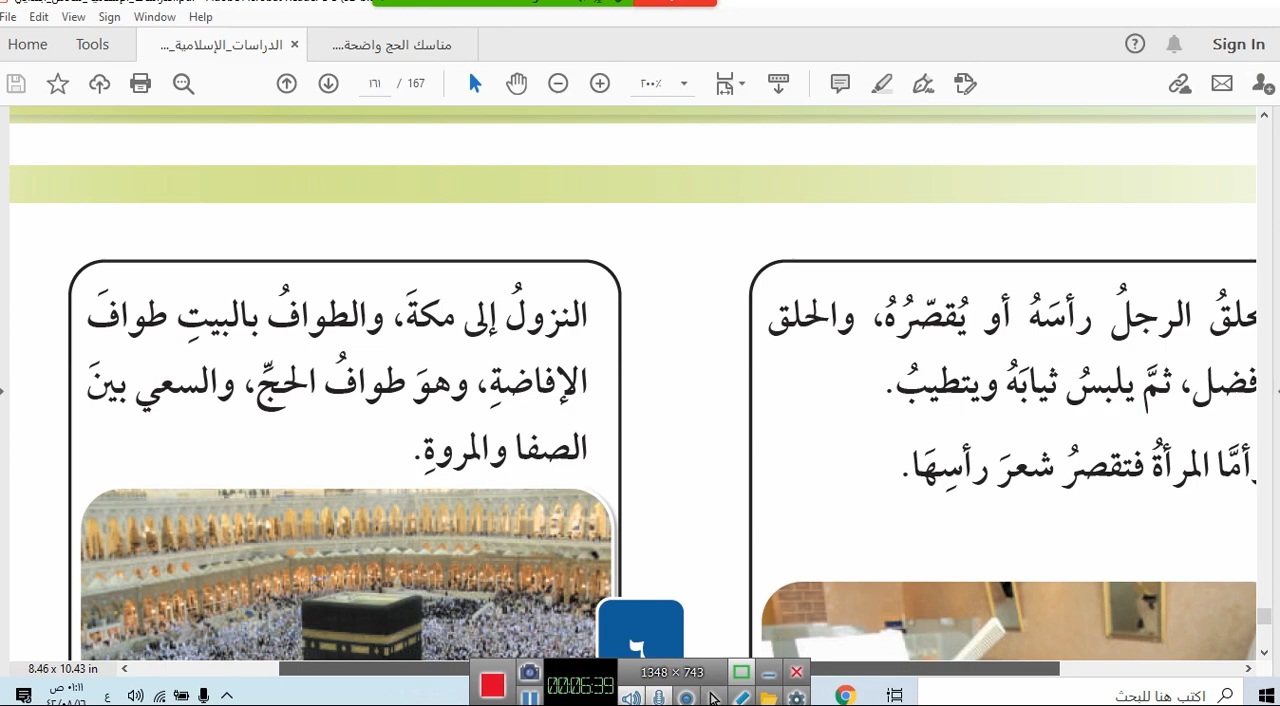 File Edit View Sign Window Help
Home Tools الدراسات_الإسلامية_... × مناسك الحج واضحة.... Sign In
١٦١ / 167 ٢٠٠٪
حلقُ الرجلُ رأسَهُ أو يُقصّرُهُ، والحلق
فضل، ثمَّ يلبسُ ثيابَهُ ويتطيبُ.
أمَّا المرأةُ فتقصرُ شعرَ رأسِهَا.
النزولُ إلى مكةَ، والطوافُ بالبيتِ طوافَ
الإفاضةِ، وهوَ طوافُ الحجِّ، والسعي بينَ
الصفا والمروةِ.
٦
8.46 x 10.43 in
1348 × 743
00:06:39
٠١:١١ ص
ع
اكتب هنا للبحث